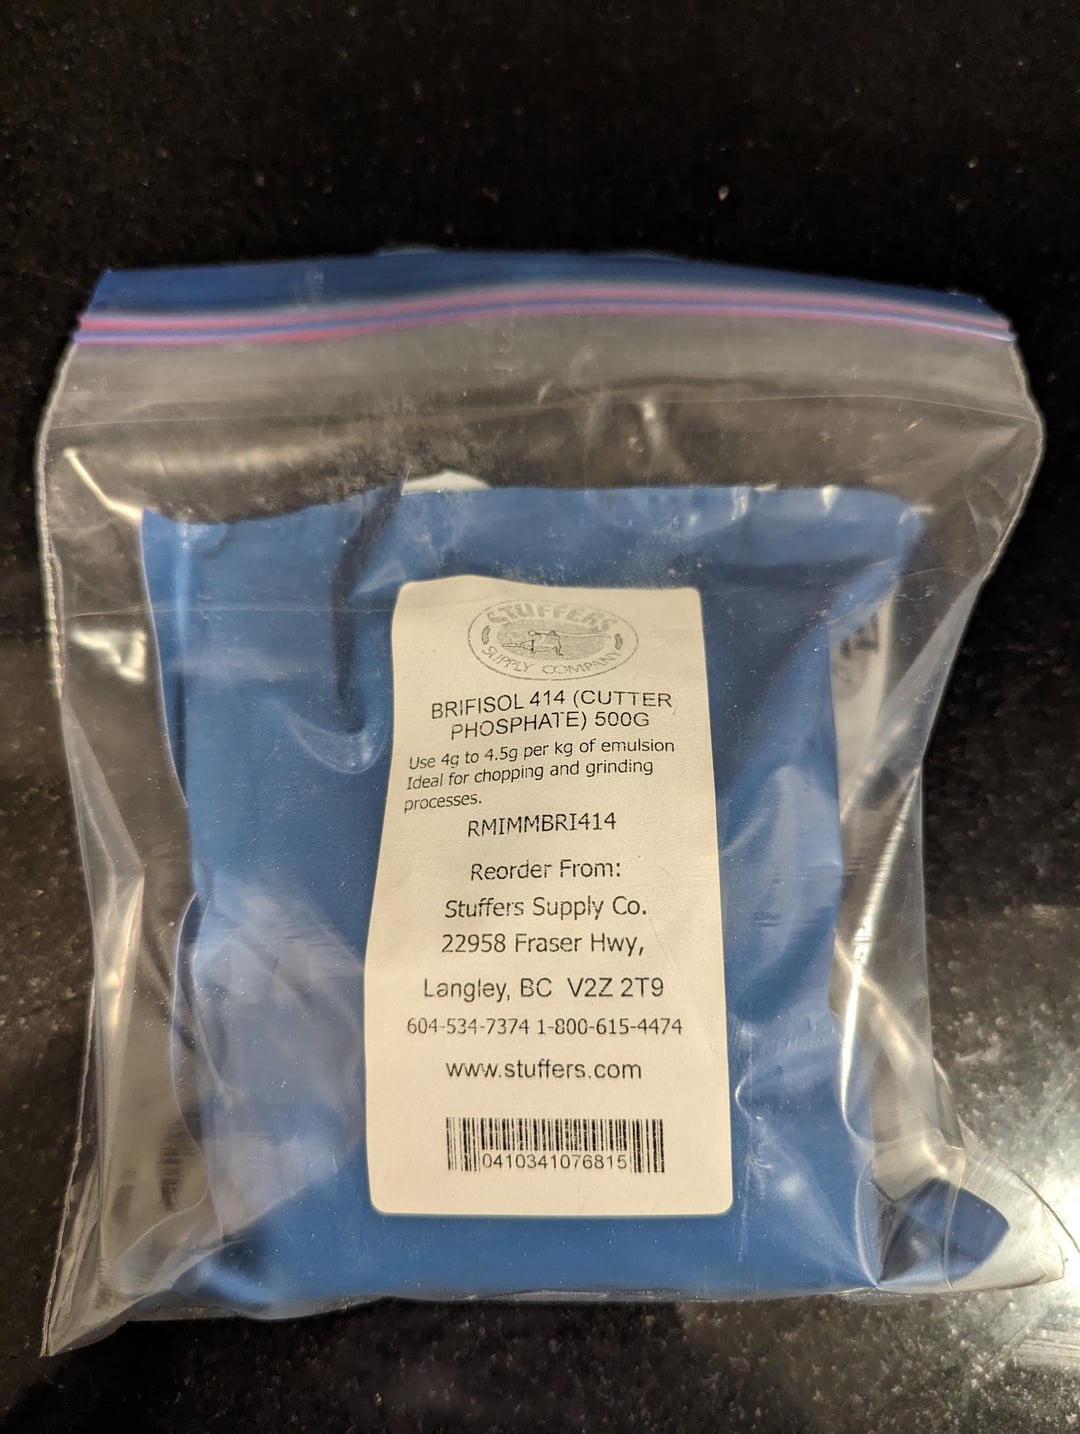 STUFFERS
SUPPLY COMPANY
BRIFISOL 414 (CUTTER
PHOSPHATE) 500G
Use 4g to 4.5g per kg of emulsion
Ideal for chopping and grinding
processes.
RMIMMBRI414
Reorder From:
Stuffers Supply Co.
22958 Fraser Hwy,
Langley, BC V2Z 2T9
604-534-7374 1-800-615-4474
www.stuffers.com
0410341076815